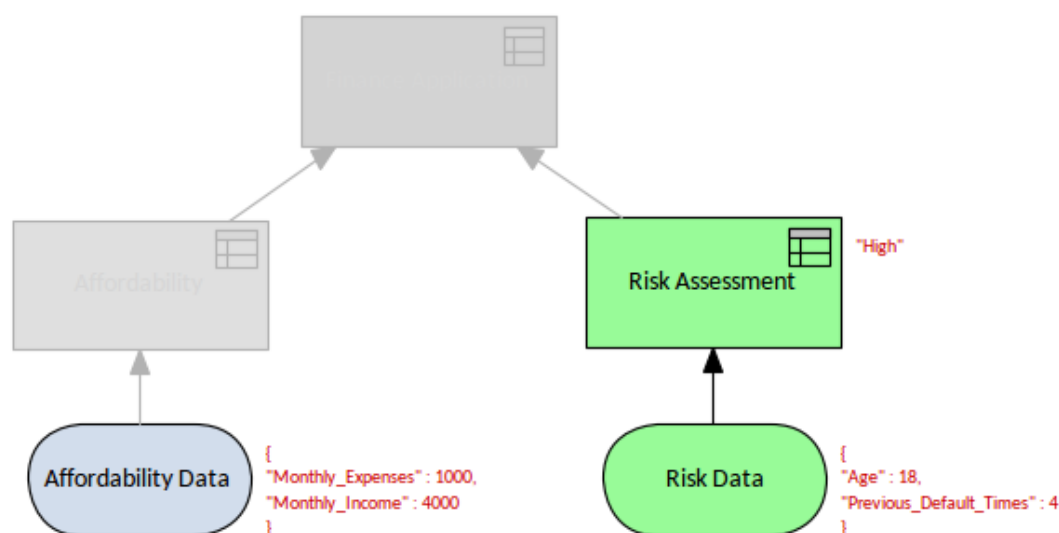 Affordability
Risk Assessment
"High"
Affordability Data
{
"Monthly_Expenses" : 1000,
"Monthly_Income" : 4000
}
Risk Data
{
"Age" : 18,
"Previous_Default_Times" : 4
}